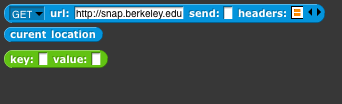 GET url: http://snap.berkeley.edu send: headers:
curent location
key: value: